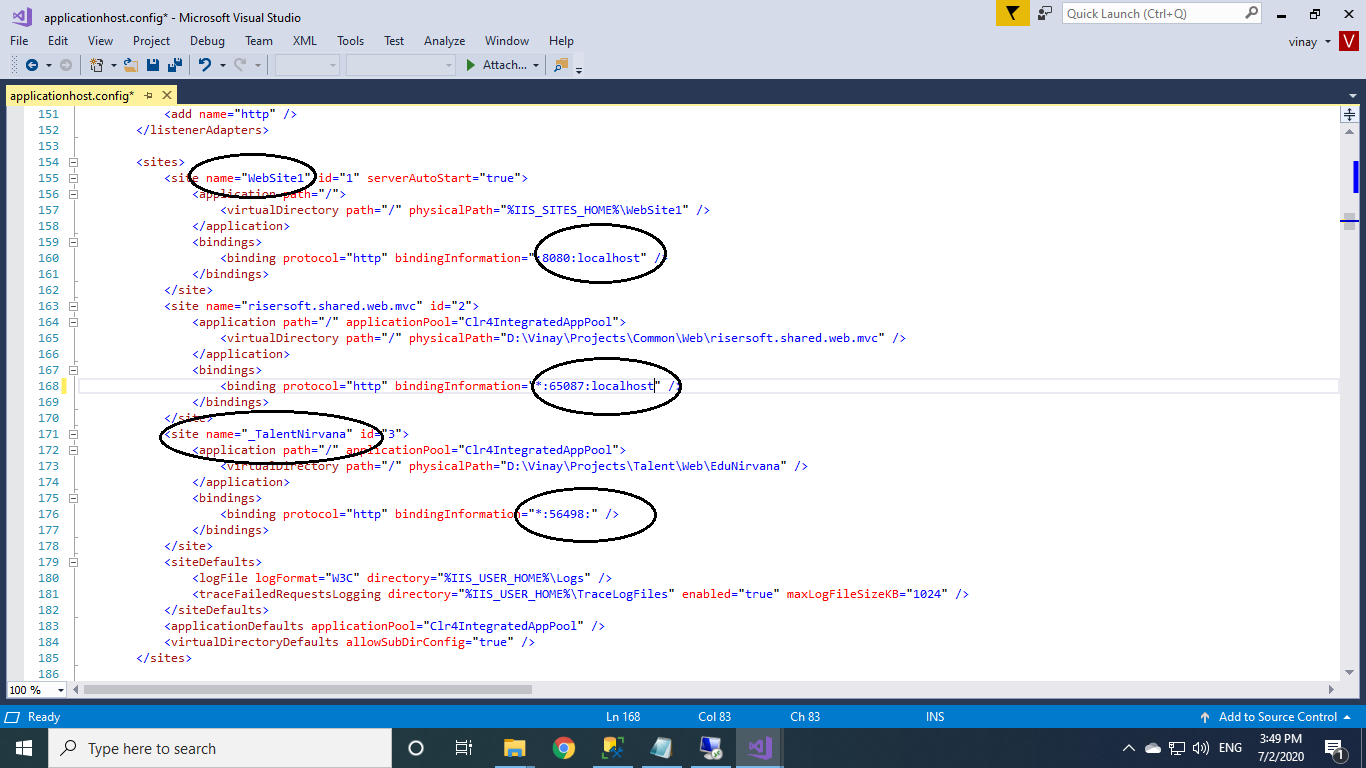 applicationhost.config* - Microsoft Visual Studio
Quick Launch (Ctrl+Q)
File Edit View Project Debug Team XML Tools Test Analyze Window Help
vinay V
Attach...
applicationhost.config*
151 <add name="http" />
152 </listenerAdapters>
153
154 <sites>
155 <site name="WebSite1" id="1" serverAutoStart="true">
156 <application path="/">
157 <virtualDirectory path="/" physicalPath="%IIS_SITES_HOME%\WebSite1" />
158 </application>
159 <bindings>
160 <binding protocol="http" bindingInformation=":8080:localhost" />
161 </bindings>
162 </site>
163 <site name="risersoft.shared.web.mvc" id="2">
164 <application path="/" applicationPool="Clr4IntegratedAppPool">
165 <virtualDirectory path="/" physicalPath="D:\Vinay\Projects\Common\Web\risersoft.shared.web.mvc" />
166 </application>
167 <bindings>
168 <binding protocol="http" bindingInformation="*:65087:localhost" />
169 </bindings>
170 </site>
171 <site name="_TalentNirvana" id="3">
172 <application path="/" applicationPool="Clr4IntegratedAppPool">
173 <virtualDirectory path="/" physicalPath="D:\Vinay\Projects\Talent\Web\EduNirvana" />
174 </application>
175 <bindings>
176 <binding protocol="http" bindingInformation="*:56498:" />
177 </bindings>
178 </site>
179 <siteDefaults>
180 <logFile logFormat="W3C" directory="%IIS_USER_HOME%\Logs" />
181 <traceFailedRequestsLogging directory="%IIS_USER_HOME%\TraceLogFiles" enabled="true" maxLogFileSizeKB="1024" />
182 </siteDefaults>
183 <applicationDefaults applicationPool="Clr4IntegratedAppPool" />
184 <virtualDirectoryDefaults allowSubDirConfig="true" />
185 </sites>
186
100 %
Ready Ln 168 Col 83 Ch 83 INS Add to Source Control
Type here to search
ENG
3:49 PM
7/2/2020
1